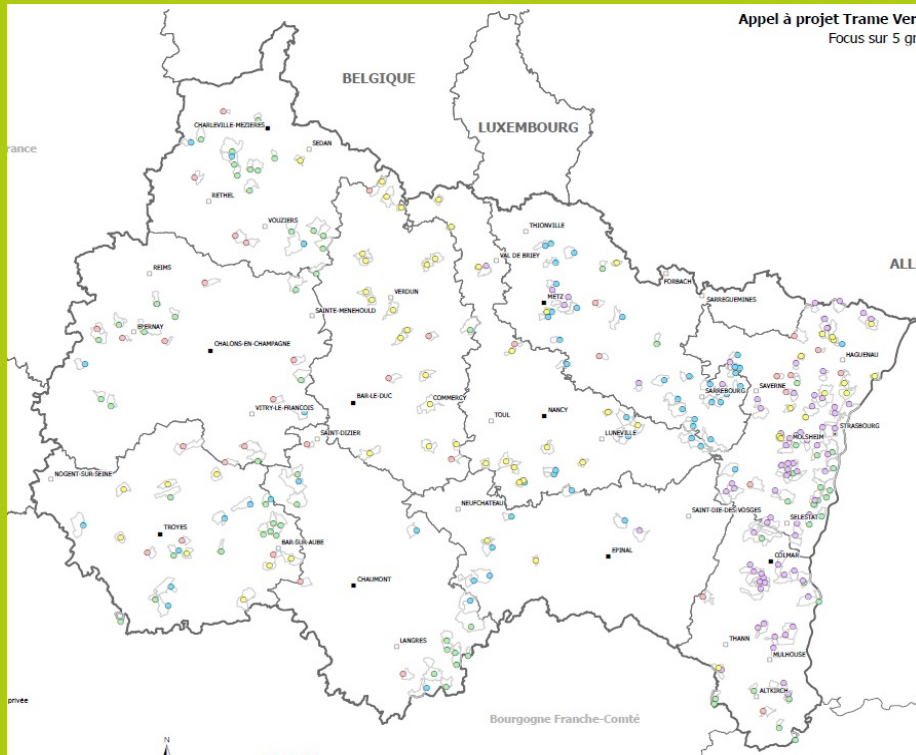 Appel à projet Trame Ver
Focus sur 5 gr
BELGIQUE
LUXEMBOURG
rance
CHARLEVILLE-MEZIERES
SEDAN
RETHEL
VOUZIERS
THIONVILLE
VAL DE BRIEY
ALLE
REIMS
FORBACH
VERDUN
METZ
SARREGUEMINES
SAINTE-MENEHOULD
EPERNAY
CHALONS-EN-CHAMPAGNE
HAGUENAU
SAVERNE
SARREBOURG
BAR-LE-DUC
COMMERCY
VITRY-LE-FRANCOIS
TOUL
NANCY
STRASBOURG
MOLSHEIM
SAINT-DIZIER
LUNEVILLE
NOGENT-SUR-SEINE
NEUFCHATEAU
SAINT-DIE-DES-VOSGES
SELESTAT
TROYES
BAR-SUR-AUBE
EPINAL
COLMAR
CHAUMONT
LANGRES
THANN
MULHOUSE
ALTKIRCH
privée
Bourgogne Franche-Comté
N